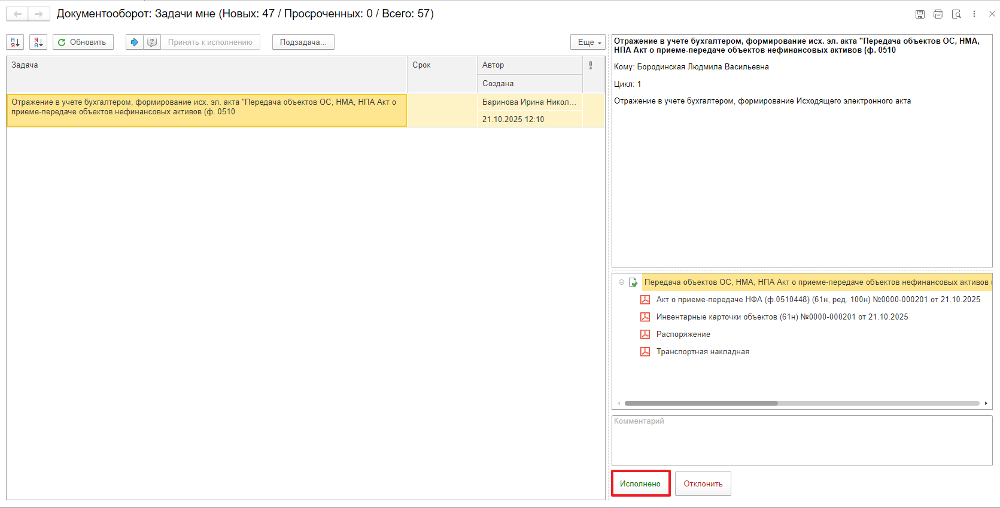 Документооборот: Задачи мне (Новых: 47 / Просроченных: 0 / Всего: 57)
Обновить
Принять к исполнению
Подзадача...
Еще
Задача
Срок
Автор
Создана
Отражение в учете бухгалтером, формирование исх. эл. акта "Передача объектов ОС, НМА, НПА Акт о
приеме-передаче объектов нефинансовых активов (ф. 0510
Баринова Ирина Никол...
21.10.2025 12:10
Отражение в учете бухгалтером, формирование исх. эл. акта "Передача объектов ОС, НМА,
НПА Акт о приеме-передаче объектов нефинансовых активов (ф. 0510
Кому: Бородинская Людмила Васильевна
Цикл: 1
Отражение в учете бухгалтером, формирование Исходящего электронного акта
Передача объектов ОС, НМА, НПА Акт о приеме-передаче объектов нефинансовых активов (
Акт о приеме-передаче НФА (ф.0510448) (61н, ред. 100н) №0000-000201 от 21.10.2025
Инвентарные карточки объектов (61н) №0000-000201 от 21.10.2025
Распоряжение
Транспортная накладная
Комментарий
Исполнено
Отклонить